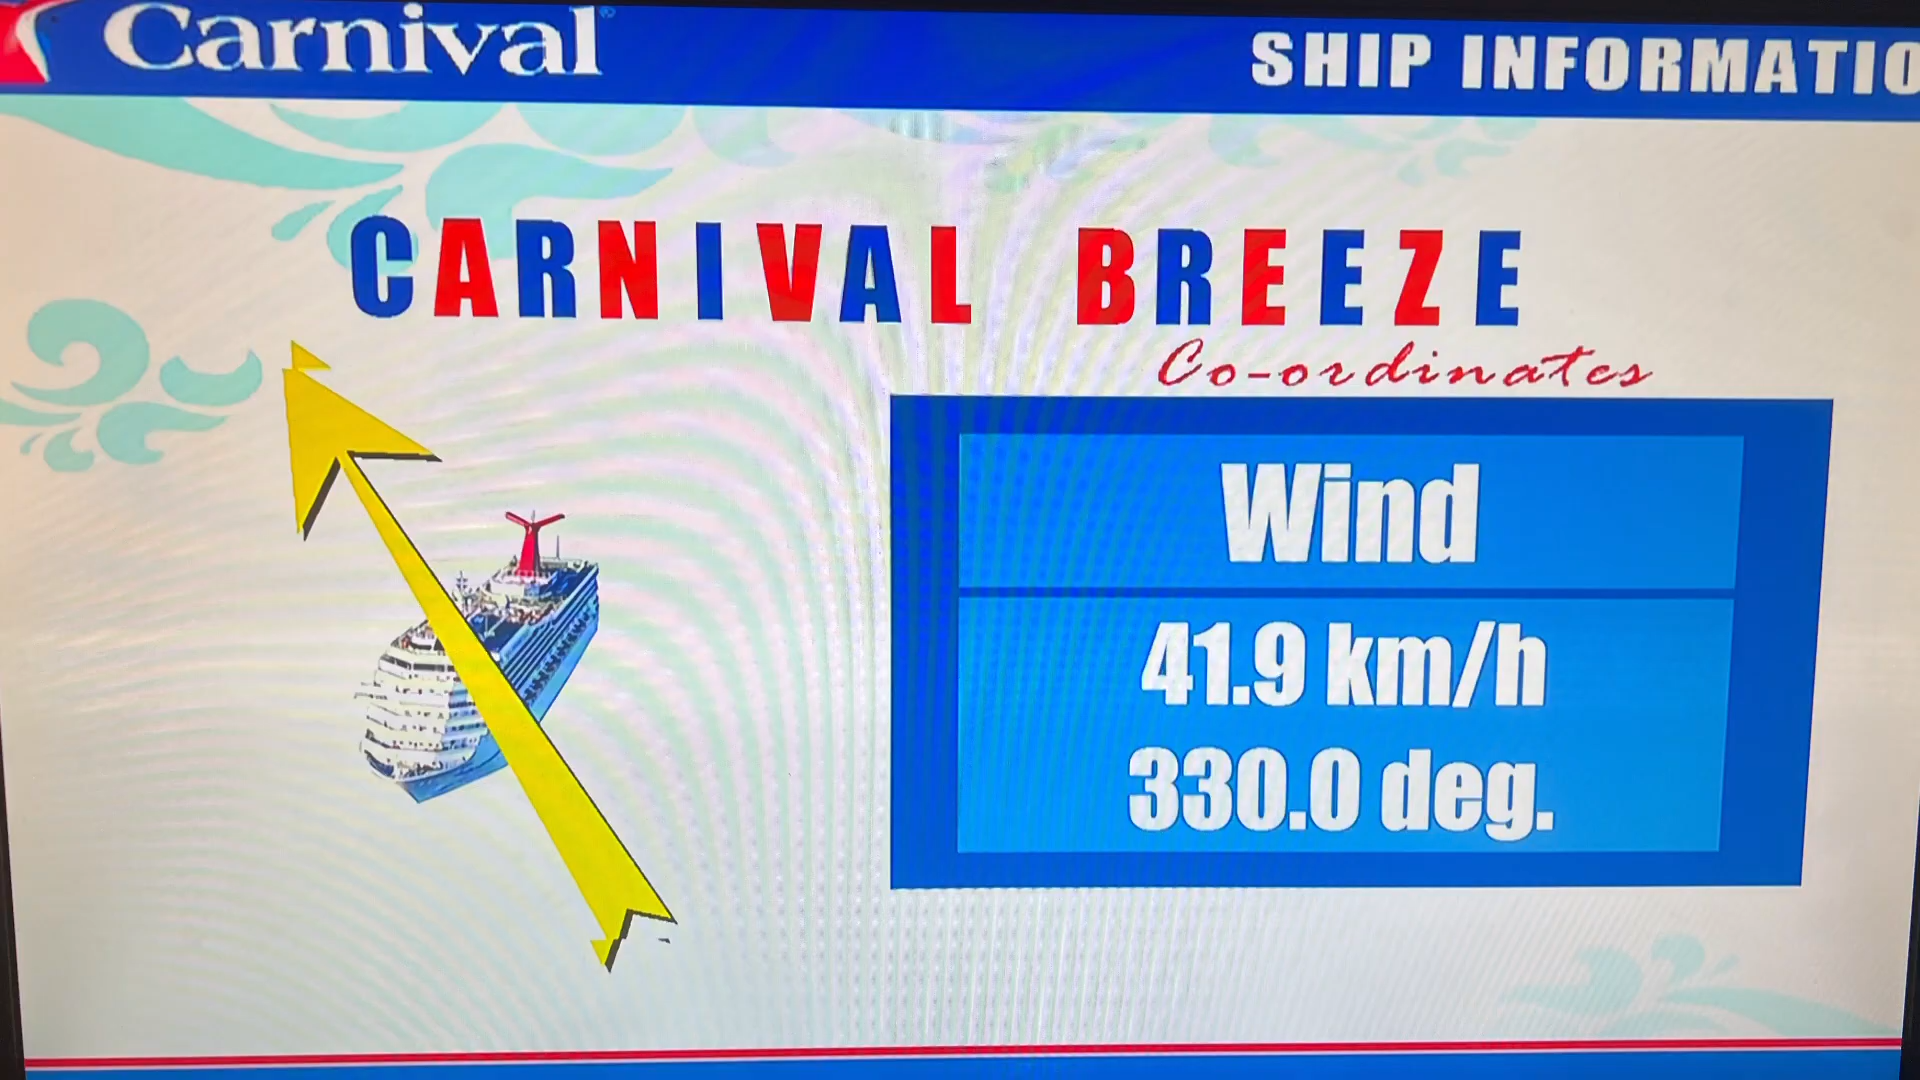 Carnival
SHIP INFORMATIO
CARNIVAL BREEZE
Co-ordinates
Wind
41.9 km/h
330.0 deg.